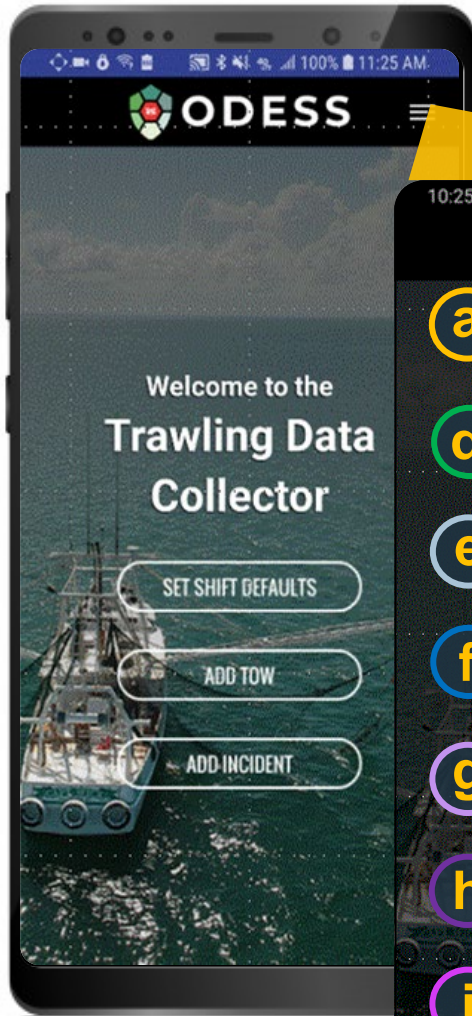 100% 11:25 AM
ODESS
10:25
Welcome to the
Trawling Data
Collector
SET SHIFT DEFAULTS
ADD TOW
ADD INCIDENT
a
e
f
g
h